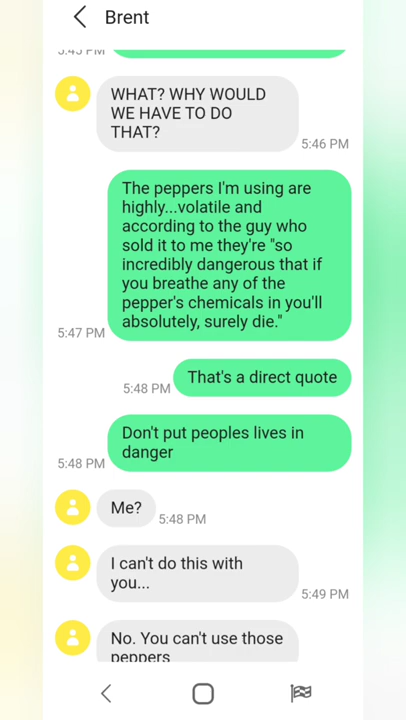 Brent
5:45 PM
WHAT? WHY WOULD
WE HAVE TO DO
THAT?
5:46 PM
The peppers I'm using are
highly...volatile and
according to the guy who
sold it to me they're "so
incredibly dangerous that if
you breathe any of the
pepper's chemicals in you'll
absolutely, surely die."
5:47 PM
That's a direct quote
5:48 PM
Don't put peoples lives in
danger
5:48 PM
Me?
5:48 PM
I can't do this with
you...
5:49 PM
No. You can't use those
peppers